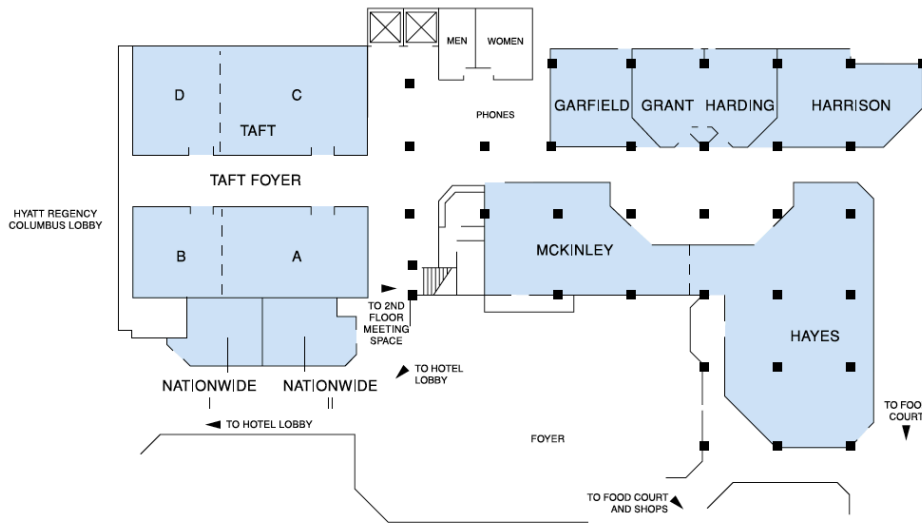 MEN
WOMEN
D
C
TAFT
PHONES
GARFIELD
GRANT
HARDING
HARRISON
TAFT FOYER
HYATT REGENCY
COLUMBUS LOBBY
B
A
MCKINLEY
TO 2ND
FLOOR
MEETING
SPACE
HAYES
NATIONWIDE
I
NATIONWIDE
II
TO HOTEL
LOBBY
TO HOTEL LOBBY
FOYER
TO FOO
COURT
TO FOOD COURT
AND SHOPS